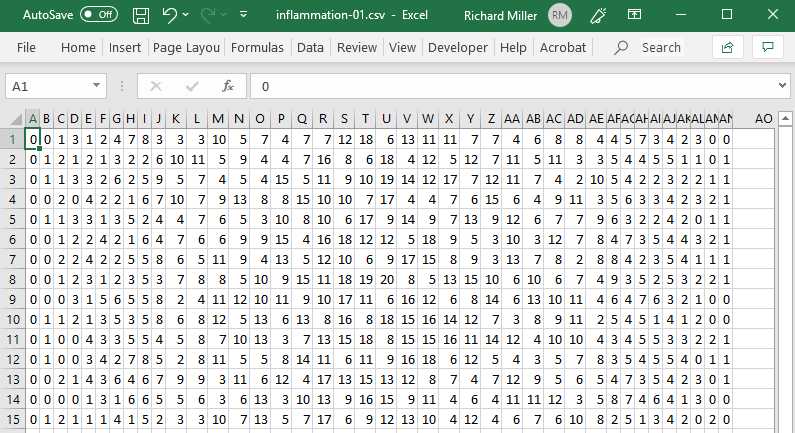 AutoSave Off inflammation-01.csv - Excel Richard Miller RM
File Home Insert Page Layou Formulas Data Review View Developer Help Acrobat Search
A1 fx 0
A B C D E F G H I J K L M N O P Q R S T U V W X Y Z AA AB AC AD AE AI AJ AL AO
1 0 0 1 3 1 2 4 7 8 3 3 3 10 5 7 4 7 7 12 18 6 13 11 11 7 7 4 6 8 8 4 4 5 7 3 4 2 3 0 0
2 0 1 2 1 2 1 3 2 2 6 10 11 5 9 4 4 7 16 8 6 18 4 12 5 12 7 11 5 11 3 3 5 4 4 5 5 1 1 0 1
3 0 1 1 3 3 2 6 2 5 9 5 7 4 5 4 15 5 11 9 10 19 14 12 17 7 12 11 7 4 2 10 5 4 2 2 3 2 2 1 1
4 0 0 2 0 4 2 2 1 6 7 10 7 9 13 8 8 15 10 10 7 17 4 4 7 6 15 6 4 9 11 3 5 6 3 3 4 2 3 2 1
5 0 1 1 3 3 1 3 5 2 4 4 7 6 5 3 10 8 10 6 17 9 14 9 7 13 9 12 6 7 7 9 6 3 2 2 4 2 0 1 1
6 0 0 1 2 2 4 2 1 6 4 7 6 6 9 9 15 4 16 18 12 12 5 18 9 5 3 10 3 12 7 8 4 7 3 5 4 4 3 2 1
7 0 0 2 2 4 2 2 5 5 8 6 5 11 9 4 13 5 12 10 6 9 17 15 8 9 3 13 7 8 2 8 8 4 2 3 5 4 1 1 1
8 0 0 1 2 3 1 2 3 5 3 7 8 8 5 10 9 15 11 18 19 20 8 5 13 15 10 6 10 6 7 4 9 3 5 2 5 3 2 2 1
9 0 0 0 3 1 5 6 5 5 8 2 4 11 12 10 11 9 10 17 11 6 16 12 6 8 14 6 13 10 11 4 6 4 7 6 3 2 1 0 0
10 0 1 1 2 1 3 5 3 5 8 6 8 12 5 13 6 13 8 16 8 18 15 16 14 12 7 3 8 9 11 2 5 4 5 1 4 1 2 0 0
11 0 1 0 0 4 3 3 5 5 4 5 8 7 10 13 3 7 13 15 18 8 15 15 16 11 14 12 4 10 10 4 3 4 5 5 3 3 2 2 1
12 0 1 0 0 3 4 2 7 8 5 2 8 11 5 5 8 14 11 6 11 9 16 18 6 12 5 4 3 5 7 8 3 5 4 5 5 4 0 1 1
13 0 0 2 1 4 3 6 4 6 7 9 9 3 11 6 12 4 17 13 15 13 12 8 7 4 7 12 9 5 6 5 4 7 3 5 4 2 3 0 1
14 0 0 0 0 1 3 1 6 6 5 5 6 3 6 13 3 10 13 9 16 15 9 11 4 6 4 11 11 12 3 5 8 7 4 6 4 1 3 0 0
15 0 1 2 1 1 1 4 1 5 2 3 3 10 7 13 5 7 17 6 9 12 13 10 4 12 4 6 7 6 10 8 2 5 1 3 4 2 0 2 0